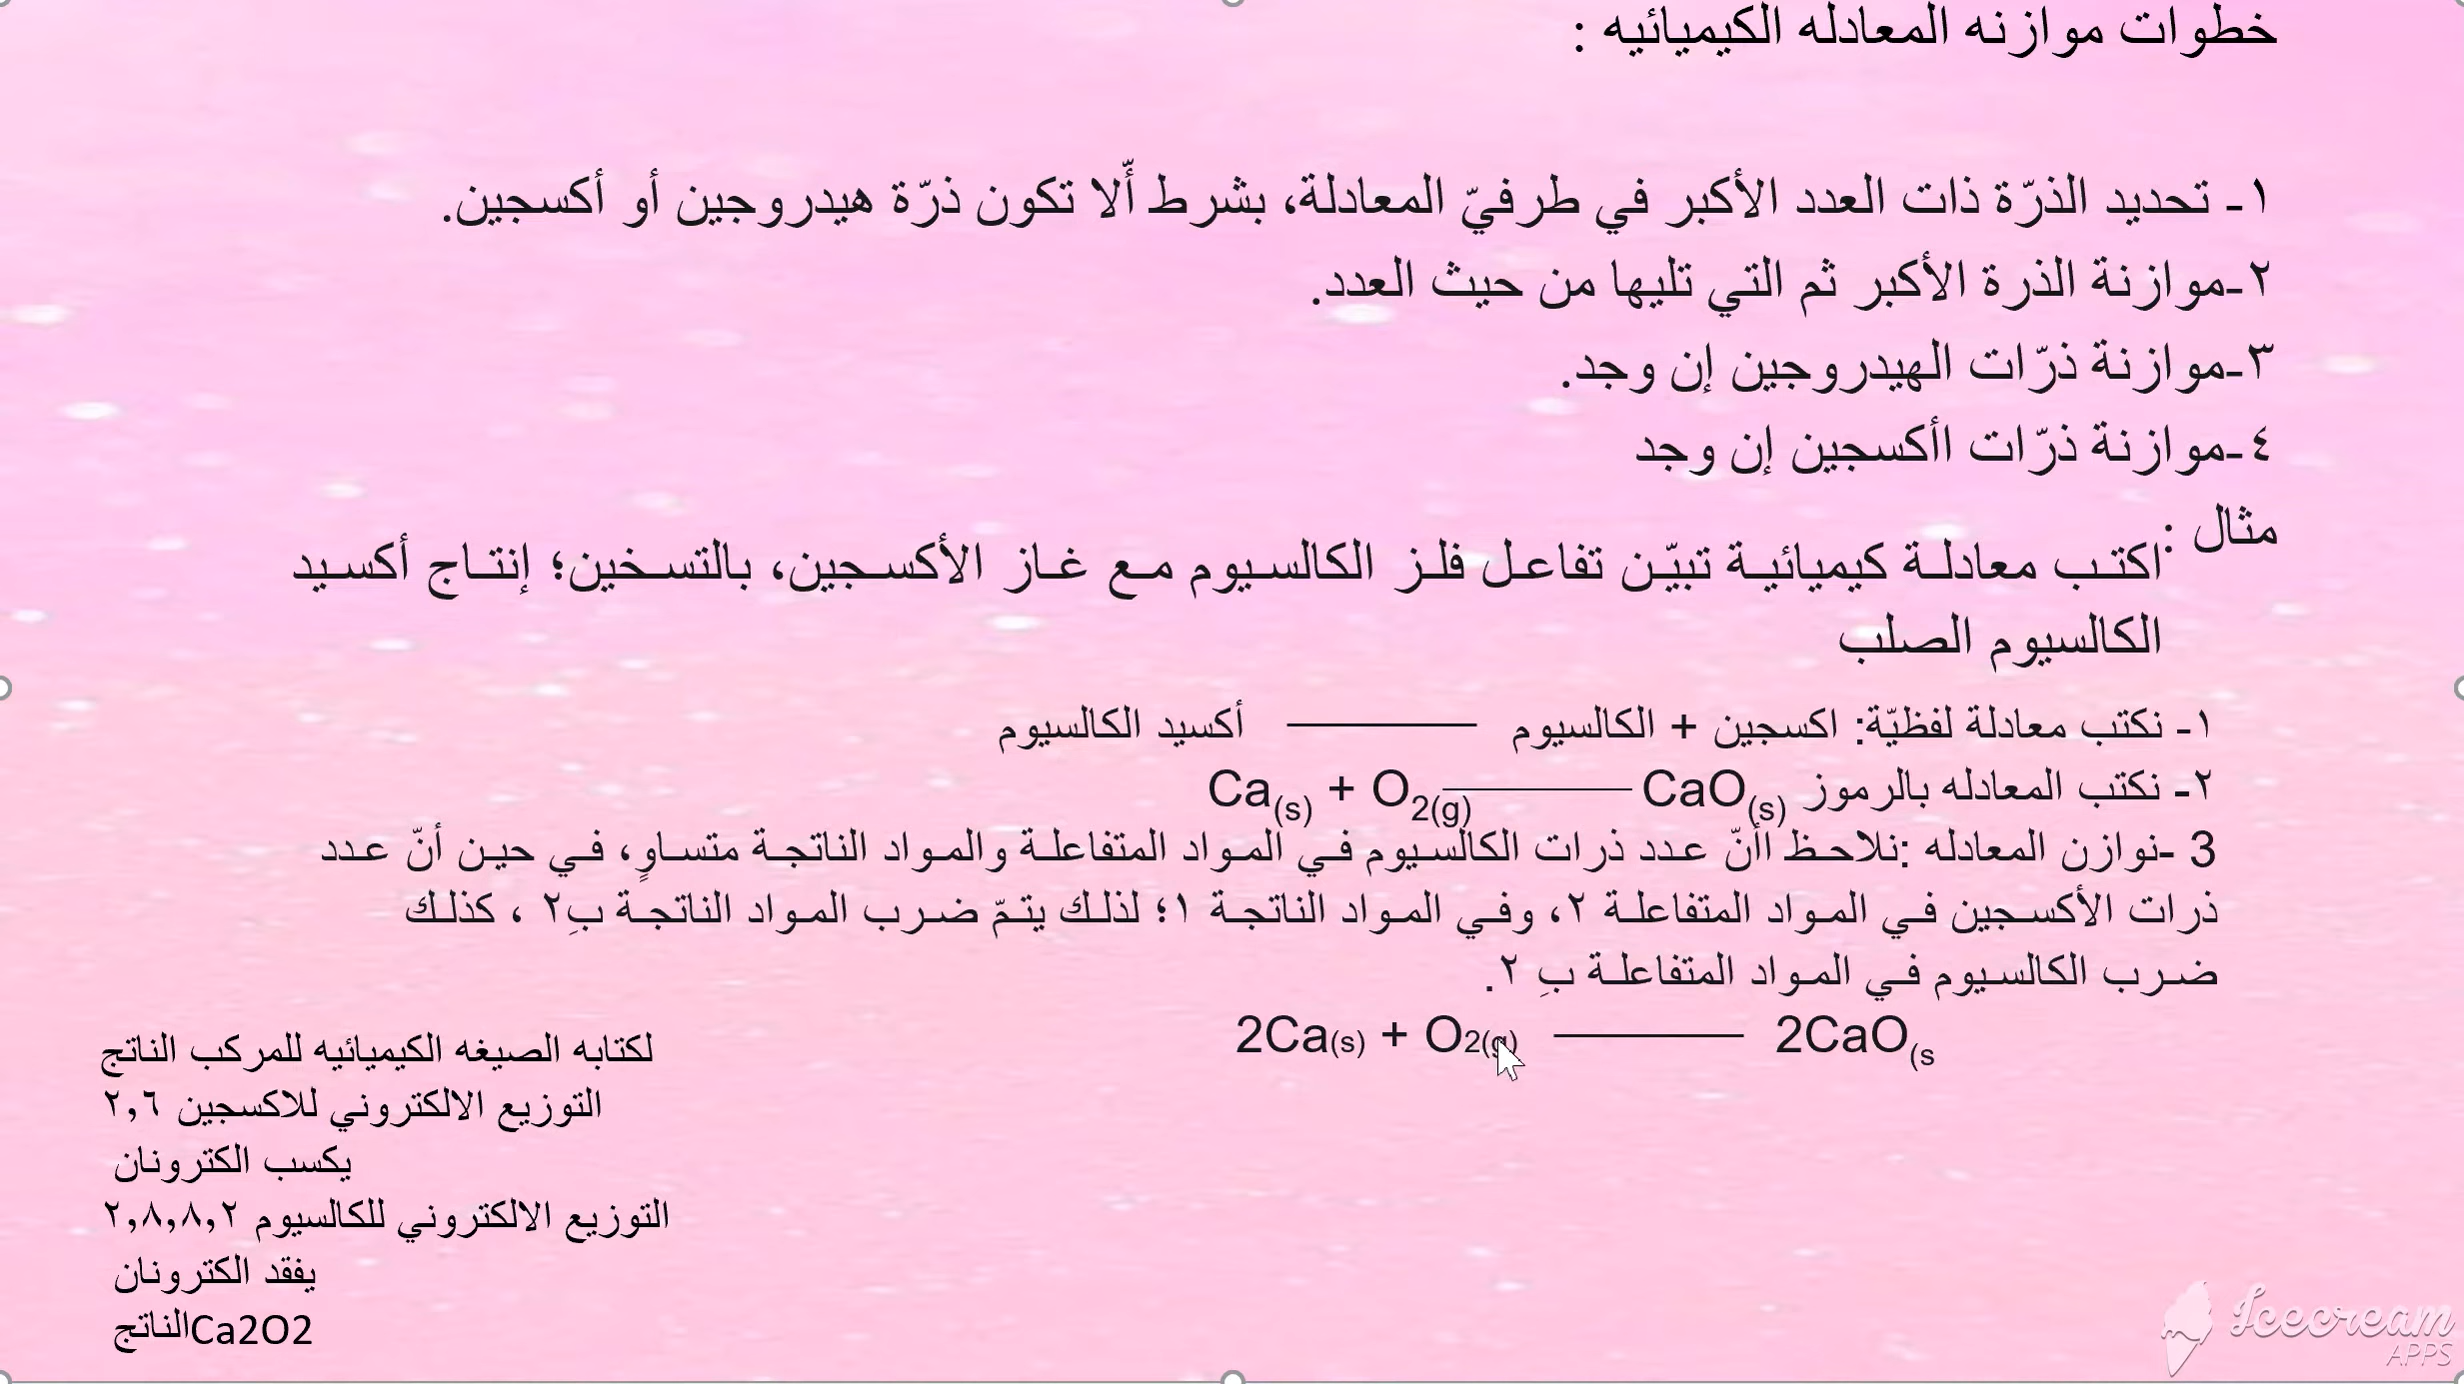 خطوات موازنه المعادله الكيميائيه :
١- تحديد الذرّة ذات العدد الأكبر في طرفيّ المعادلة، بشرط أّلا تكون ذرّة هيدروجين أو أكسجين.
٢-موازنة الذرة الأكبر ثم التي تليها من حيث العدد.
٣-موازنة ذرّات الهيدروجين إن وجد.
٤-موازنة ذرّات اأكسجين إن وجد
مثال :
اكتب معادلة كيميائية تبيّن تفاعل فلز الكالسيوم مع غاز الأكسجين، بالتسخين؛ إنتاج أكسيد
الكالسيوم الصلب
١- نكتب معادلة لفظيّة: اكسجين + الكالسيوم ——— أكسيد الكالسيوم
٢- نكتب المعادله بالرموز Ca(s) + O2(g) ——— CaO(s)
3 -نوازن المعادله :نلاحظ اأنّ عدد ذرات الكالسيوم في المواد المتفاعلة والمواد الناتجة متساوٍ، في حين أنّ عدد
ذرات الأكسجين في المواد المتفاعلة ٢، وفي المواد الناتجة ١؛ لذلك يتمّ ضرب المواد الناتجة بِ٢ ، كذلك
ضرب الكالسيوم في المواد المتفاعلة بِ ٢.
2Ca(s) + O2(g) ——— 2CaO(s
لكتابه الصيغه الكيميائيه للمركب الناتج
التوزيع الالكتروني للاكسجين ٢,٦
يكسب الكترونان
التوزيع الالكتروني للكالسيوم ٢,٨,٨,٢
يفقد الكترونان
الناتجCa2O2
Icecream
APPS